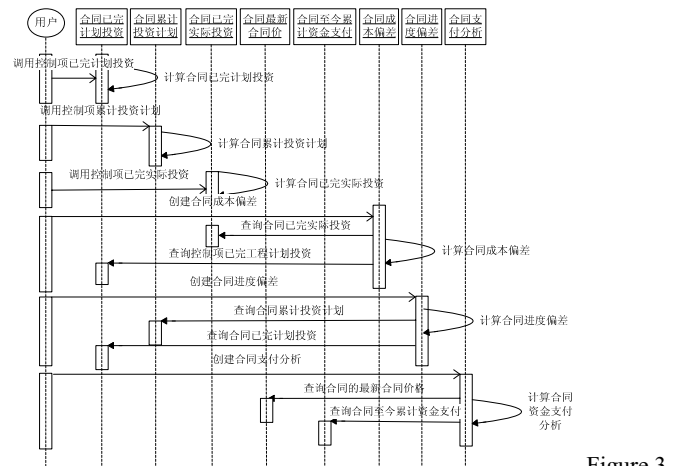 用户
合同已完
计划投资
合同累计
投资计划
合同已完
实际投资
合同最新
合同价
合同至今累
计资金支付
合同成
本偏差
合同进
度偏差
合同支
付分析
调用控制项已完计划投资
计算合同已完计划投资
调用控制项累计投资计划
计算合同累计投资计划
调用控制项已完实际投资
计算合同已完实际投资
创建合同成本偏差
查询合同已完实际投资
计算合同成本偏差
查询控制项已完工程计划投资
创建合同进度偏差
查询合同累计投资计划
计算合同进度偏差
查询合同已完计划投资
创建合同支付分析
查询合同的最新合同价格
计算合同
资金支付
分析
查询合同至今累计资金支付
Figure 3